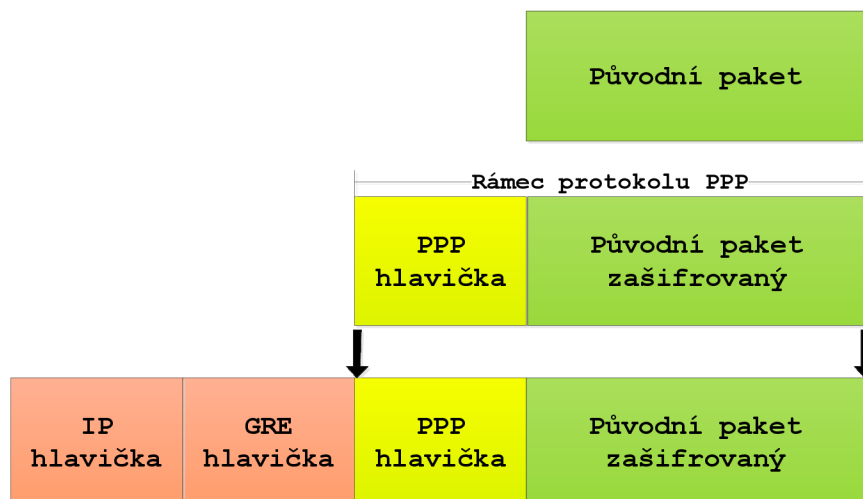 Původní paket
Rámec protokolu PPP
PPP
hlavička
Původní paket
zašifrovaný
IP
hlavička
GRE
hlavička
PPP
hlavička
Původní paket
zašifrovaný